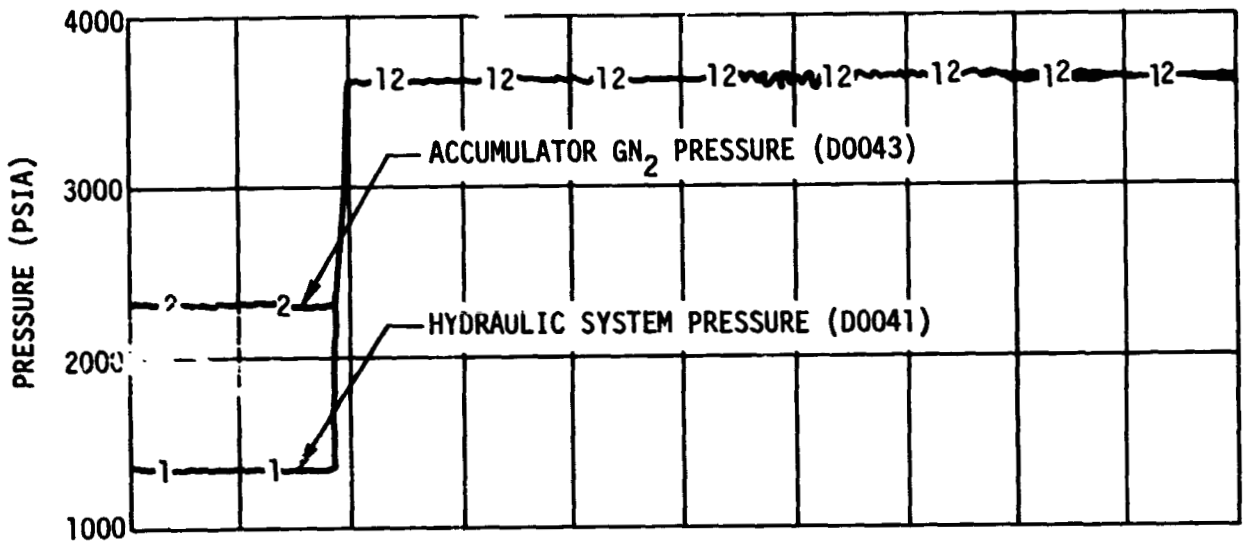 4000
12 12 12 12 12 12 12 12
ACCUMULATOR GN₂ PRESSURE (D0043)
3000
PRESSURE (PSIA)
2 2
HYDRAULIC SYSTEM PRESSURE (D0041)
2000
1 1
1000